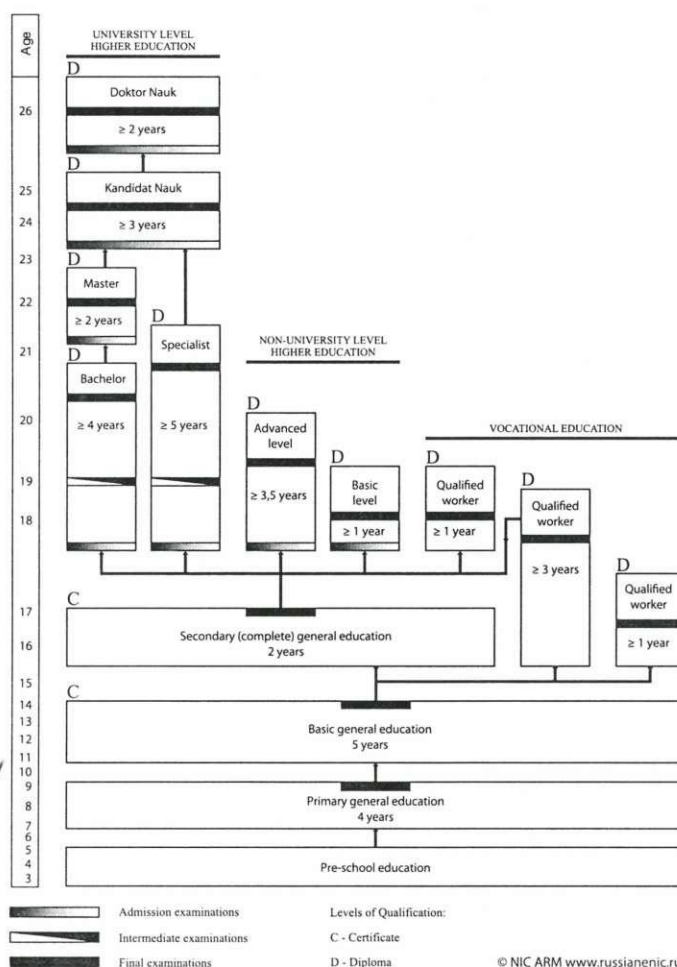 Age
UNIVERSITY LEVEL
HIGHER EDUCATION
D
Doktor Nauk
26
≥ 2 years
D
25
Kandidat Nauk
24
≥ 3 years
23
D
Master
22
≥ 2 years
D
Specialist
21
D
Bachelor
NON-UNIVERSITY LEVEL
HIGHER EDUCATION
20
≥ 4 years
≥ 5 years
D
Advanced
level
VOCATIONAL EDUCATION
19
≥ 3,5 years
D
Basic
level
D
Qualified
worker
D
Qualified
worker
18
≥ 1 year
≥ 1 year
≥ 3 years
D
Qualified
worker
≥ 1 year
17
C
16
Secondary (complete) general education
2 years
15
C
14
13
Basic general education
12
5 years
11
10
9
Primary general education
8
4 years
7
6
5
4
Pre-school education
3
Admission examinations
Levels of Qualification:
Intermediate examinations
C - Certificate
Final examinations
D - Diploma
© NIC ARM www.russianenic.ru